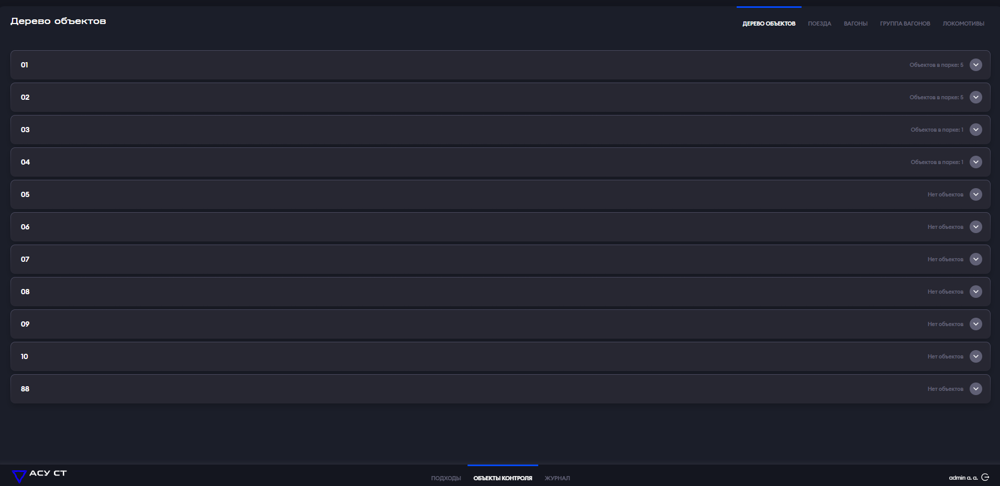 Дерево объектов
ДЕРЕВО ОБЪЕКТОВ ПОЕЗДА ВАГОНЫ ГРУППА ВАГОНОВ ЛОКОМОТИВЫ
01 Объектов в парке: 5
02 Объектов в парке: 5
03 Объектов в парке: 1
04 Объектов в парке: 1
05 Нет объектов
06 Нет объектов
07 Нет объектов
08 Нет объектов
09 Нет объектов
10 Нет объектов
88 Нет объектов
АСУ СТ
ПОДХОДЫ ОБЪЕКТЫ КОНТРОЛЯ ЖУРНАЛ
admin a. a.